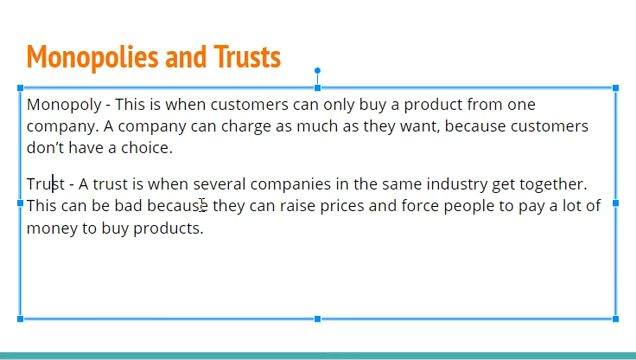 Monopolies and Trusts
Monopoly - This is when customers can only buy a product from one
company. A company can charge as much as they want, because customers
don't have a choice.
Trust - A trust is when several companies in the same industry get together.
This can be bad because they can raise prices and force people to pay a lot of
money to buy products.